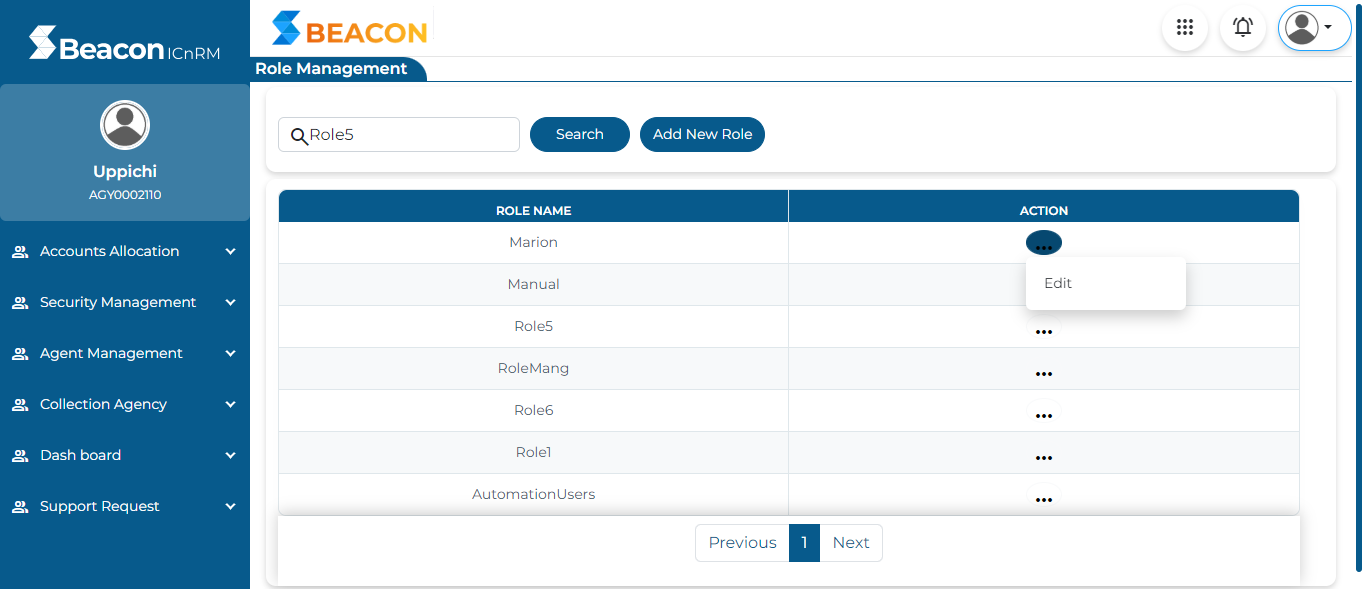 Beacon ICnRM
BEACON
Role Management
Uppichi
AGY0002110
Accounts Allocation
Security Management
Agent Management
Collection Agency
Dash board
Support Request
Role5
Search
Add New Role
ROLE NAME
ACTION
Marion
...
Edit
Manual
Role5
...
RoleMang
...
Role6
...
Role1
...
AutomationUsers
...
Previous 1 Next